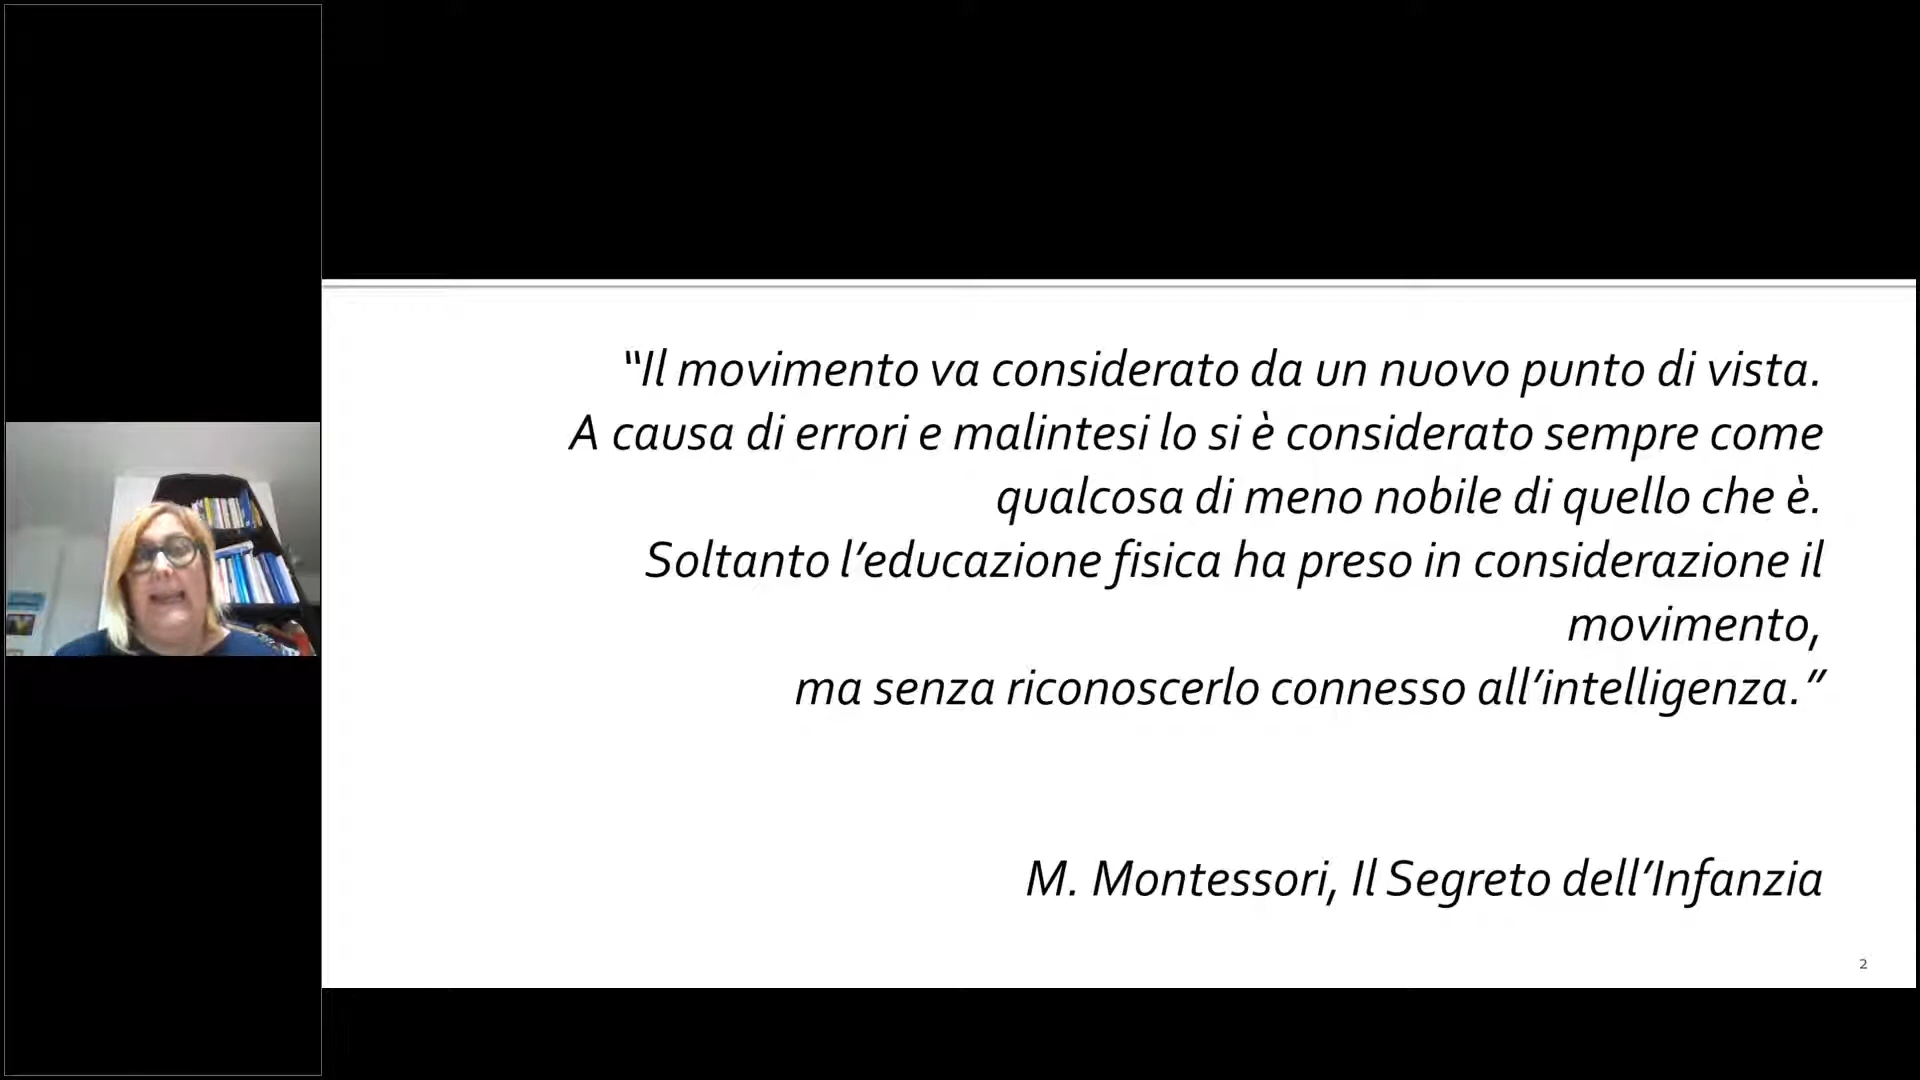 “Il movimento va considerato da un nuovo punto di vista.
A causa di errori e malintesi lo si è considerato sempre come
qualcosa di meno nobile di quello che è.
Soltanto l’educazione fisica ha preso in considerazione il
movimento,
ma senza riconoscerlo connesso all’intelligenza.”
M. Montessori, Il Segreto dell’Infanzia
2